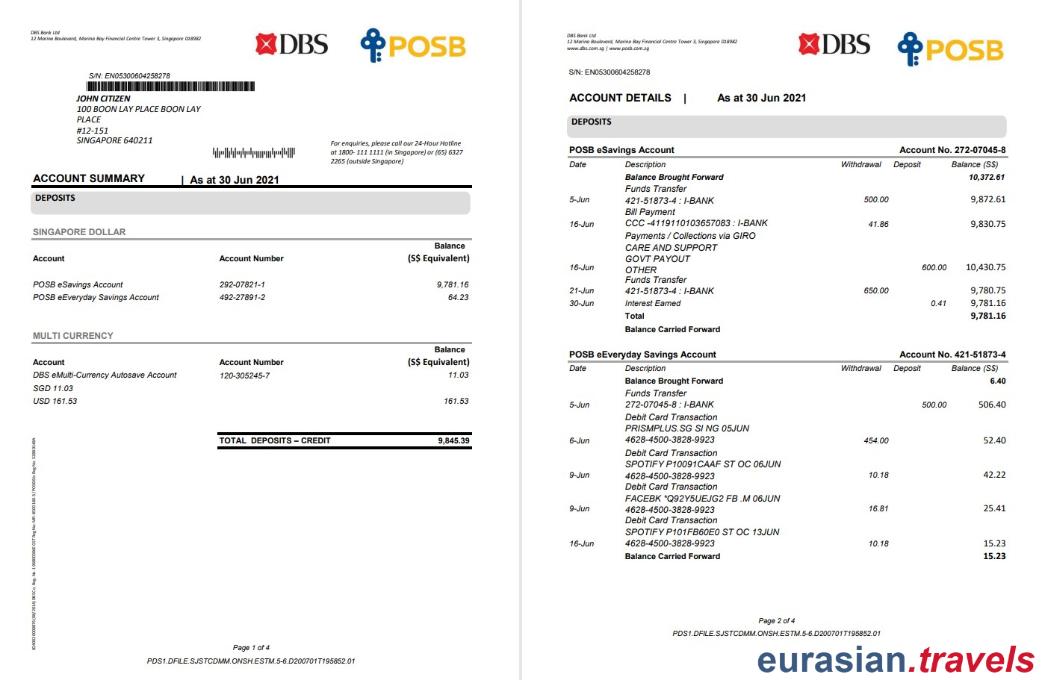 DBS Bank Ltd
12 Marina Boulevard, Marina Bay Financial Centre Tower 3, Singapore 018982
DBS
POSB
S/N: EN05300604258278
JOHN CITIZEN
100 BOON LAY PLACE BOON LAY
PLACE
#12-151
SINGAPORE 640211
For enquiries, please call our 24-Hour Hotline
at 1800- 111 1111 (in Singapore) or (65) 6327
2265 (outside Singapore)
ACCOUNT SUMMARY | As at 30 Jun 2021
DEPOSITS
SINGAPORE DOLLAR
Balance
Account Account Number (S$ Equivalent)
POSB eSavings Account 292-07821-1 9,781.16
POSB eEveryday Savings Account 492-27891-2 64.23
MULTI CURRENCY
Balance
Account Account Number (S$ Equivalent)
DBS eMulti-Currency Autosave Account 120-305245-7 11.03
SGD 11.03
USD 161.53 161.53
TOTAL DEPOSITS – CREDIT 9,845.39
Page 1 of 4
PDS1.DFILE.SJSTCDMM.ONSH.ESTM.5-6.D200701T195852.01
DBS Bank Ltd
12 Marina Boulevard, Marina Bay Financial Centre Tower 3, Singapore 018982
www.dbs.com.sg | www.posb.com.sg
DBS
POSB
S/N: EN05300604258278
ACCOUNT DETAILS | As at 30 Jun 2021
DEPOSITS
POSB eSavings Account Account No. 272-07045-8
Date Description Withdrawal Deposit Balance (S$)
Balance Brought Forward 10,372.61
Funds Transfer
5-Jun 421-51873-4 : I-BANK 500.00 9,872.61
Bill Payment
16-Jun CCC -4119110103657083 : I-BANK 41.86 9,830.75
Payments / Collections via GIRO
CARE AND SUPPORT
GOVT PAYOUT
16-Jun OTHER 600.00 10,430.75
Funds Transfer
21-Jun 421-51873-4 : I-BANK 650.00 9,780.75
30-Jun Interest Earned 0.41 9,781.16
Total 9,781.16
Balance Carried Forward
POSB eEveryday Savings Account Account No. 421-51873-4
Date Description Withdrawal Deposit Balance (S$)
Balance Brought Forward 6.40
Funds Transfer
5-Jun 272-07045-8 : I-BANK 500.00 506.40
Debit Card Transaction
PRISMPLUS.SG SI NG 05JUN
6-Jun 4628-4500-3828-9923 454.00 52.40
Debit Card Transaction
SPOTIFY P10091CAAF ST OC 06JUN
9-Jun 4628-4500-3828-9923 10.18 42.22
Debit Card Transaction
FACEBK *Q92Y5UEJG2 FB .M 06JUN
9-Jun 4628-4500-3828-9923 16.81 25.41
Debit Card Transaction
SPOTIFY P101FB60E0 ST OC 13JUN
16-Jun 4628-4500-3828-9923 10.18 15.23
Balance Carried Forward 15.23
Page 2 of 4
PDS1.DFILE.SJSTCDMM.ONSH.ESTM.5-6.D200701T195852.01
eurasian.travels